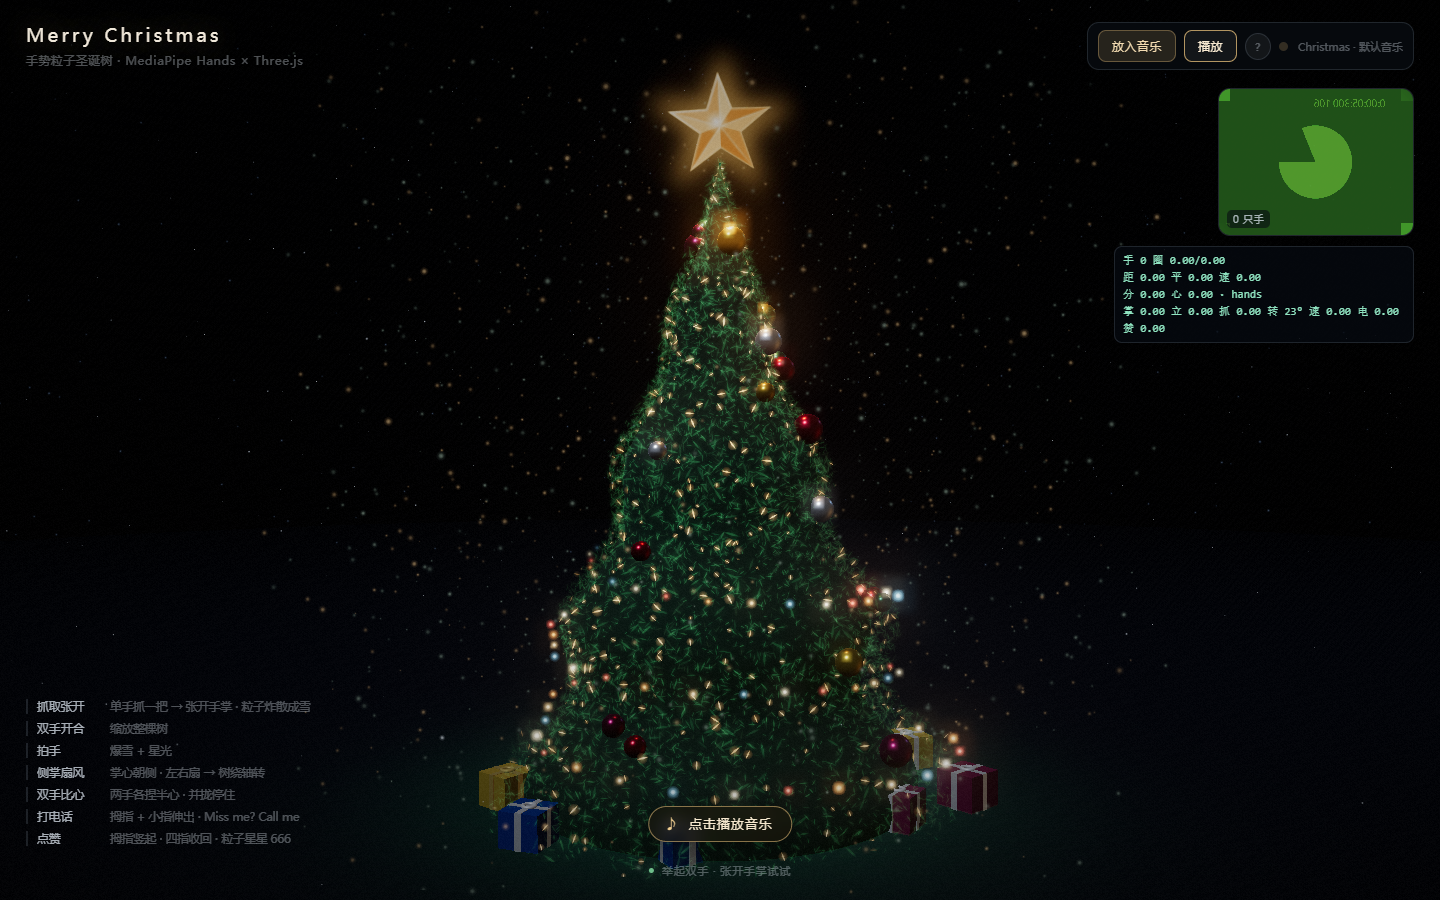 Merry Christmas
手势粒子圣诞树 · MediaPipe Hands × Three.js
放入音乐
播放
?
Christmas · 默认音乐
0:00:05:300 106
0 只手
手 0 圈 0.00/0.00
距 0.00 平 0.00 速 0.00
分 0.00 心 0.00 · hands
掌 0.00 立 0.00 抓 0.00 转 23° 速 0.00 电 0.00
赞 0.00
抓取张开 单手抓一把 → 张开手掌 · 粒子炸散成雪
双手开合 缩放整棵树
拍手 爆雪 + 星光
侧掌扇风 掌心朝侧 · 左右扇 → 树绕轴转
双手比心 两手各捏半心 · 并拢停住
打电话 拇指 + 小指伸出 · Miss me? Call me
点赞 拇指竖起 · 四指收回 · 粒子星星 666
♪ 点击播放音乐
举起双手 · 张开手掌试试